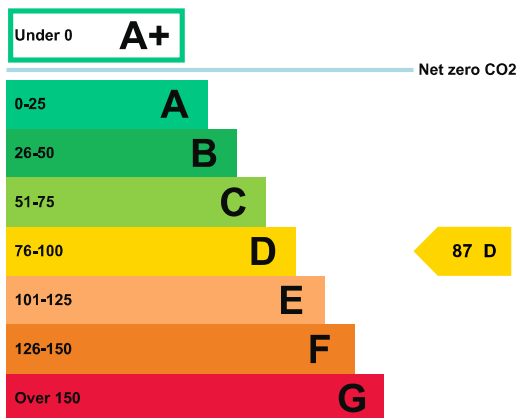 Under 0 A+
Net zero CO2
0-25 A
26-50 B
51-75 C
76-100 D
87 D
101-125 E
126-150 F
Over 150 G